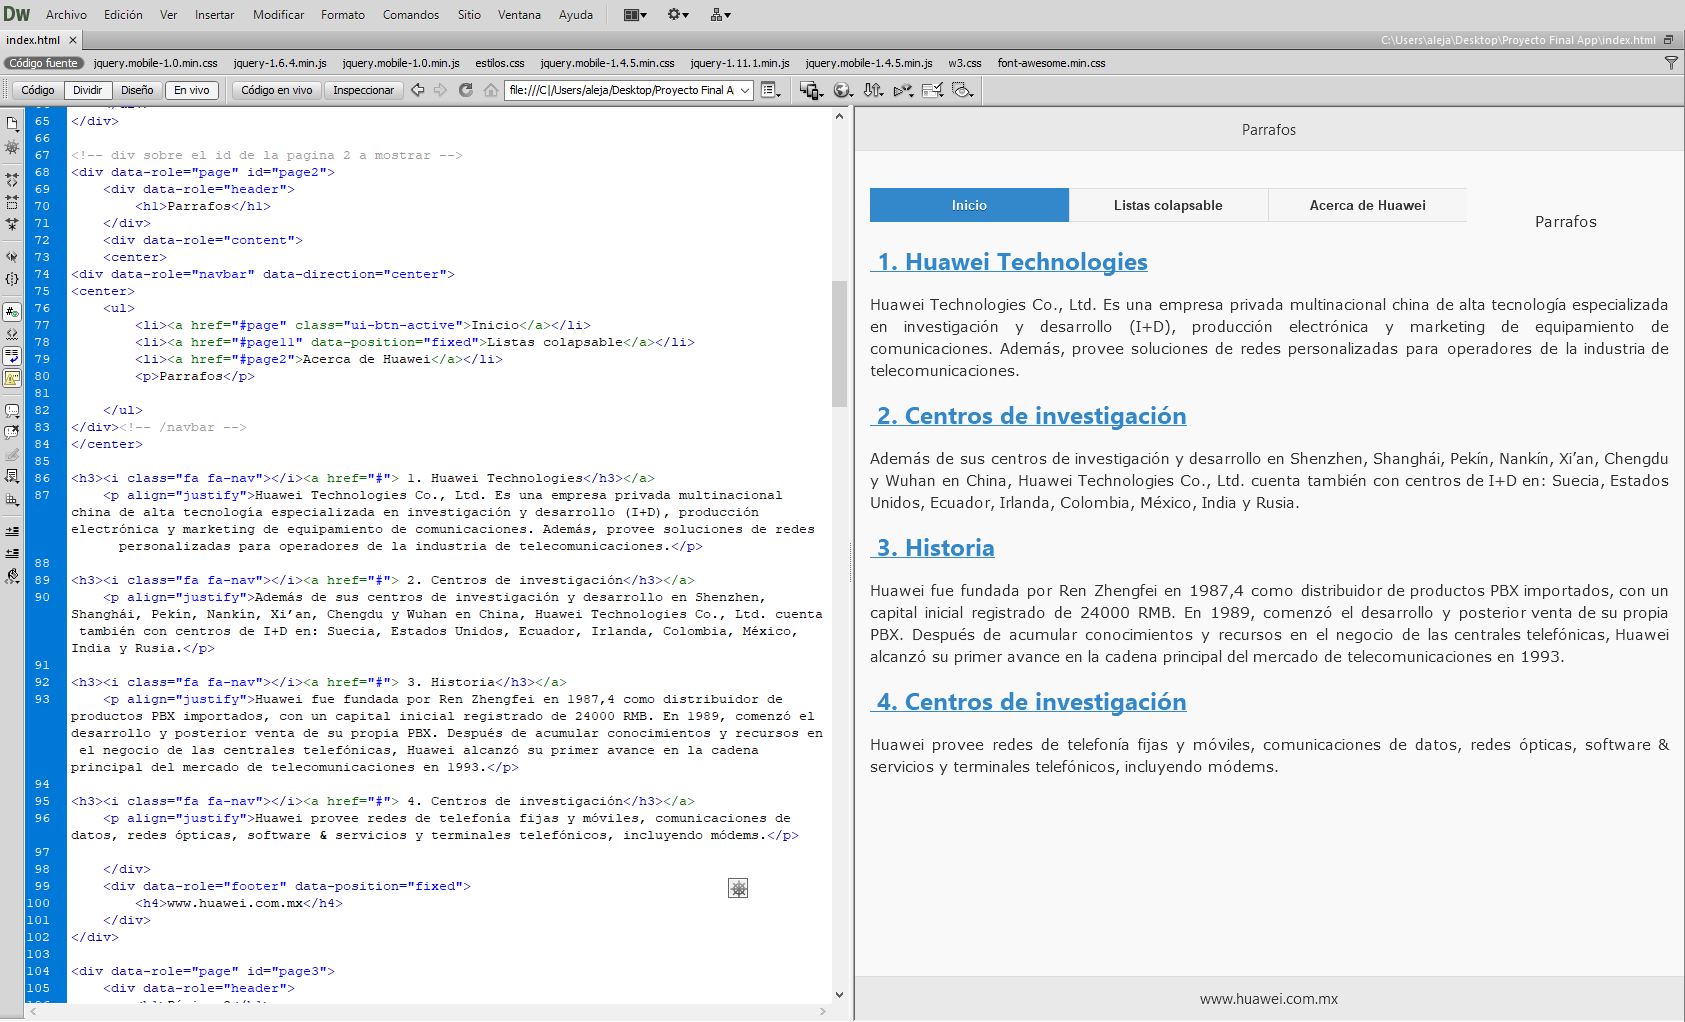 Dw Archivo Edición Ver Insertar Modificar Formato Comandos Sitio Ventana Ayuda
index.html × C:\Users\aleja\Desktop\Proyecto Final App\index.html
Código fuente jquery.mobile-1.0.min.css jquery-1.6.4.min.js jquery.mobile-1.0.min.js estilos.css jquery.mobile-1.4.5.min.css jquery-1.11.1.min.js jquery.mobile-1.4.5.min.js w3.css font-awesome.min.css
Código Dividir Diseño En vivo Código en vivo Inspeccionar file:///C|/Users/aleja/Desktop/Proyecto Final A
65 </div>
66
67 <!-- div sobre el id de la pagina 2 a mostrar -->
68 <div data-role="page" id="page2">
69 <div data-role="header">
70 <h1>Parrafos</h1>
71 </div>
72 <div data-role="content">
73 <center>
74 <div data-role="navbar" data-direction="center">
75 <center>
76 <ul>
77 <li><a href="#page" class="ui-btn-active">Inicio</a></li>
78 <li><a href="#page11" data-position="fixed">Listas colapsable</a></li>
79 <li><a href="#page2">Acerca de Huawei</a></li>
80 <p>Parrafos</p>
81
82 </ul>
83 </div><!-- /navbar -->
84 </center>
85
86 <h3><i class="fa fa-nav"></i><a href="#"> 1. Huawei Technologies</h3></a>
87 <p align="justify">Huawei Technologies Co., Ltd. Es una empresa privada multinacional
china de alta tecnología especializada en investigación y desarrollo (I+D), producción
electrónica y marketing de equipamiento de comunicaciones. Además, provee soluciones de redes
personalizadas para operadores de la industria de telecomunicaciones.</p>
88
89 <h3><i class="fa fa-nav"></i><a href="#"> 2. Centros de investigación</h3></a>
90 <p align="justify">Además de sus centros de investigación y desarrollo en Shenzhen,
Shanghái, Pekín, Nankín, Xi’an, Chengdu y Wuhan en China, Huawei Technologies Co., Ltd. cuenta
también con centros de I+D en: Suecia, Estados Unidos, Ecuador, Irlanda, Colombia, México,
India y Rusia.</p>
91
92 <h3><i class="fa fa-nav"></i><a href="#"> 3. Historia</h3></a>
93 <p align="justify">Huawei fue fundada por Ren Zhengfei en 1987,4 como distribuidor de
productos PBX importados, con un capital inicial registrado de 24000 RMB. En 1989, comenzó el
desarrollo y posterior venta de su propia PBX. Después de acumular conocimientos y recursos en
el negocio de las centrales telefónicas, Huawei alcanzó su primer avance en la cadena
principal del mercado de telecomunicaciones en 1993.</p>
94
95 <h3><i class="fa fa-nav"></i><a href="#"> 4. Centros de investigación</h3></a>
96 <p align="justify">Huawei provee redes de telefonía fijas y móviles, comunicaciones de
datos, redes ópticas, software & servicios y terminales telefónicos, incluyendo módems.</p>
97
98 </div>
99 <div data-role="footer" data-position="fixed">
100 <h4>www.huawei.com.mx</h4>
101 </div>
102 </div>
103
104 <div data-role="page" id="page3">
105 <div data-role="header">
Parrafos
Inicio Listas colapsable Acerca de Huawei
Parrafos
1. Huawei Technologies
Huawei Technologies Co., Ltd. Es una empresa privada multinacional china de alta tecnología especializada
en investigación y desarrollo (I+D), producción electrónica y marketing de equipamiento de
comunicaciones. Además, provee soluciones de redes personalizadas para operadores de la industria de
telecomunicaciones.
2. Centros de investigación
Además de sus centros de investigación y desarrollo en Shenzhen, Shanghái, Pekín, Nankín, Xi’an, Chengdu
y Wuhan en China, Huawei Technologies Co., Ltd. cuenta también con centros de I+D en: Suecia, Estados
Unidos, Ecuador, Irlanda, Colombia, México, India y Rusia.
3. Historia
Huawei fue fundada por Ren Zhengfei en 1987,4 como distribuidor de productos PBX importados, con un
capital inicial registrado de 24000 RMB. En 1989, comenzó el desarrollo y posterior venta de su propia
PBX. Después de acumular conocimientos y recursos en el negocio de las centrales telefónicas, Huawei
alcanzó su primer avance en la cadena principal del mercado de telecomunicaciones en 1993.
4. Centros de investigación
Huawei provee redes de telefonía fijas y móviles, comunicaciones de datos, redes ópticas, software &
servicios y terminales telefónicos, incluyendo módems.
www.huawei.com.mx